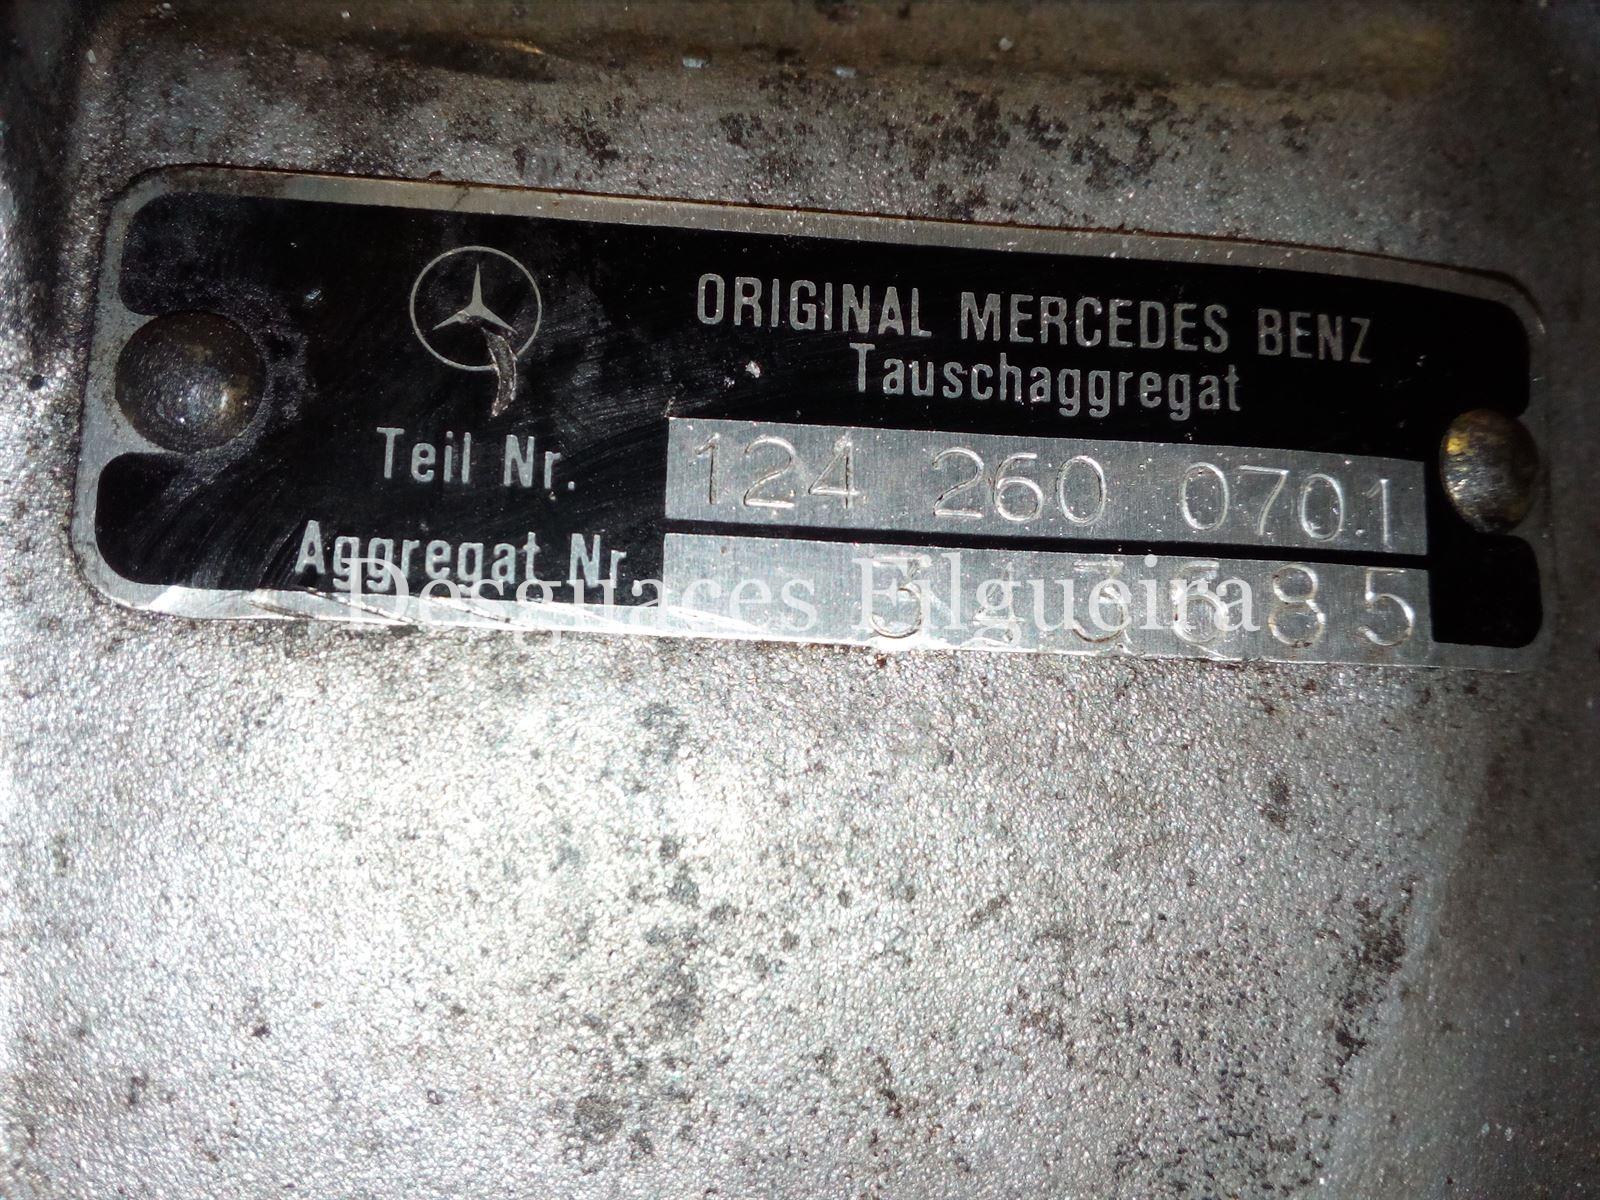 ORIGINAL MERCEDES BENZ
Tauschaggregat
Teil Nr. 124 260 0701
Aggregat Nr.
Desguaces Filgueira